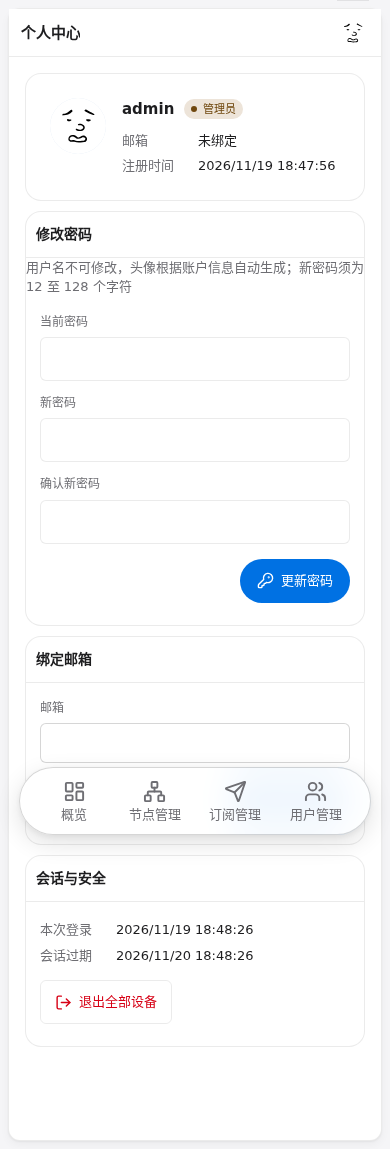 个人中心
admin
管理员
邮箱 未绑定
注册时间 2026/11/19 18:47:56
修改密码
用户名不可修改，头像根据账户信息自动生成；新密码须为
12 至 128 个字符
当前密码
新密码
确认新密码
更新密码
绑定邮箱
邮箱
概览 节点管理 订阅管理 用户管理
会话与安全
本次登录 2026/11/19 18:48:26
会话过期 2026/11/20 18:48:26
退出全部设备